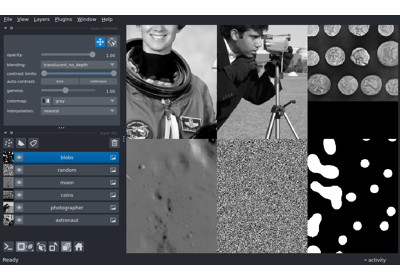 File View Layers Plugins Window Help
opacity: 1.00
blending: translucent_no_depth
contrast limits:
auto-contrast: once continuous
gamma: 1.00
colormap: gray
interpolation: nearest
blobs
random
moon
coins
photographer
astronaut
Ready
activity